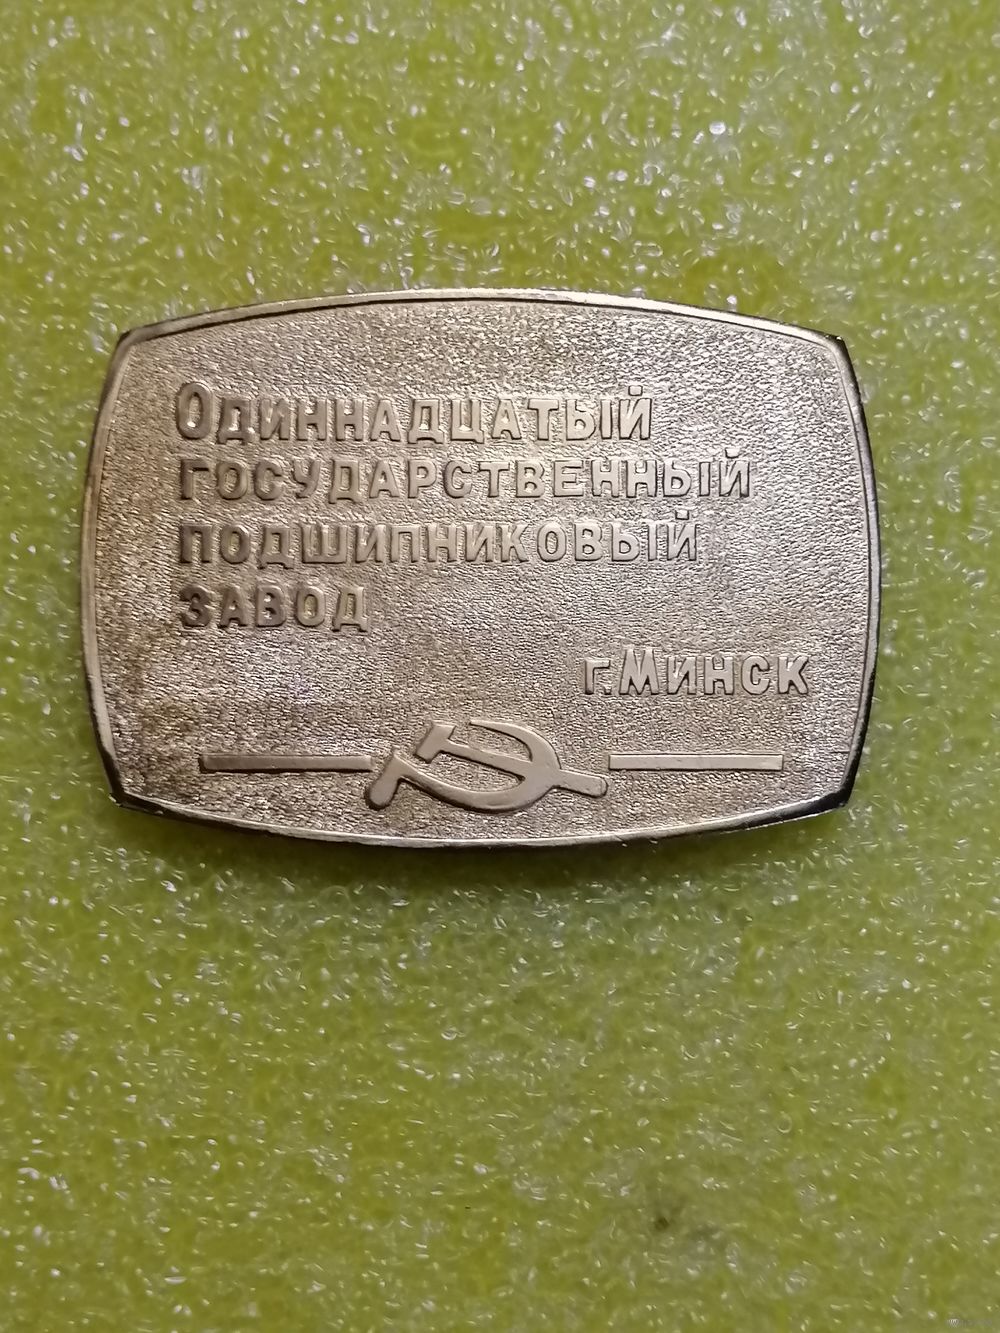 Одиннадцатый
государственный
подшипниковый
завод
г. Минск